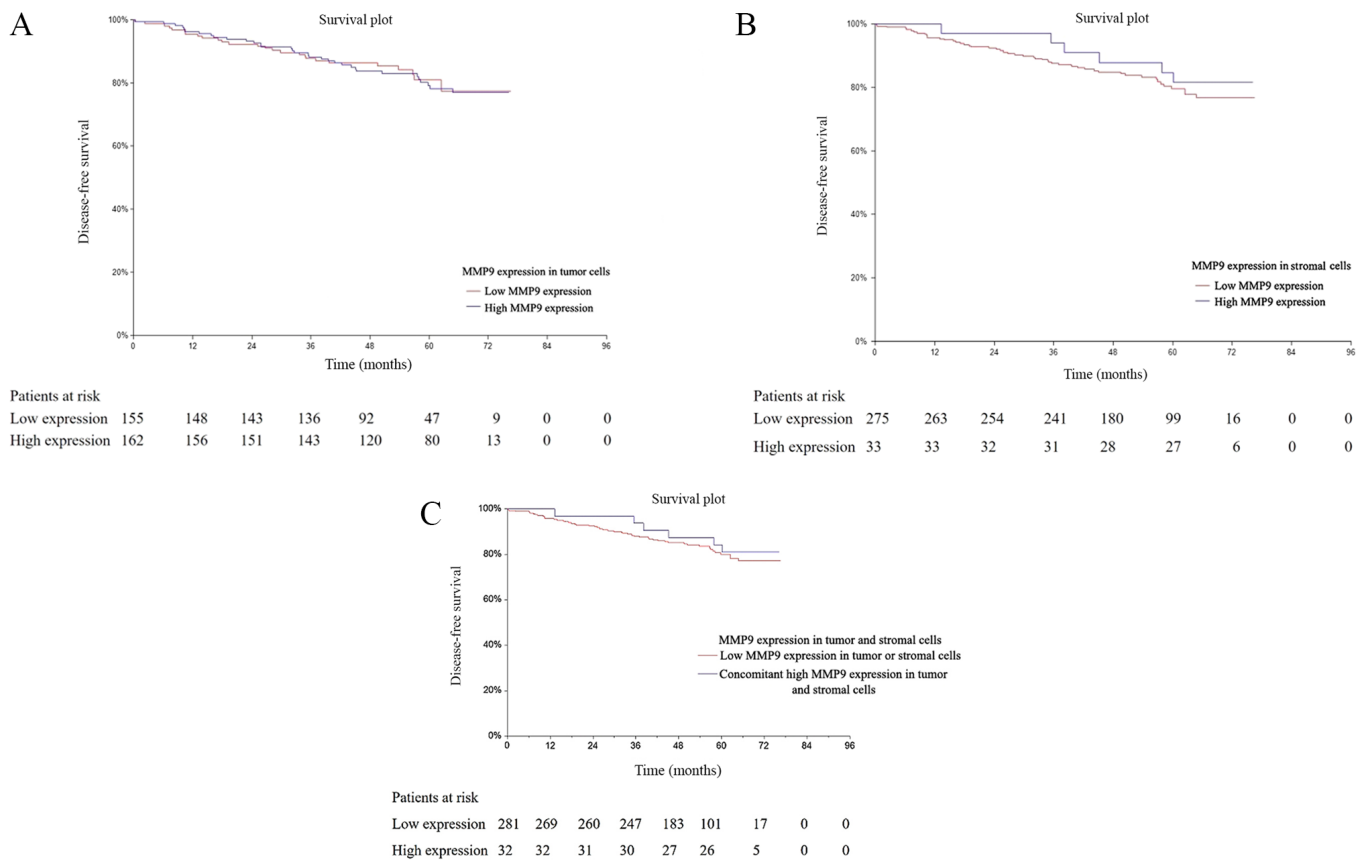 A
Survival plot
100%
80%
60%
40%
20%
0%
Disease-free survival
MMP9 expression in tumor cells
Low MMP9 expression
High MMP9 expression
0 12 24 36 48 60 72 84 96
Time (months)
Patients at risk
Low expression 155 148 143 136 92 47 9 0 0
High expression 162 156 151 143 120 80 13 0 0
B
Survival plot
100%
80%
60%
40%
20%
0%
Disease-free survival
MMP9 expression in stromal cells
Low MMP9 expression
High MMP9 expression
0 12 24 36 48 60 72 84 96
Time (months)
Patients at risk
Low expression 275 263 254 241 180 99 16 0 0
High expression 33 33 32 31 28 27 6 0 0
C
Survival plot
100%
80%
60%
40%
20%
0%
Disease-free survival
MMP9 expression in tumor and stromal cells
Low MMP9 expression in tumor or stromal cells
Concomitant high MMP9 expression in tumor
and stromal cells
0 12 24 36 48 60 72 84 96
Time (months)
Patients at risk
Low expression 281 269 260 247 183 101 17 0 0
High expression 32 32 31 30 27 26 5 0 0